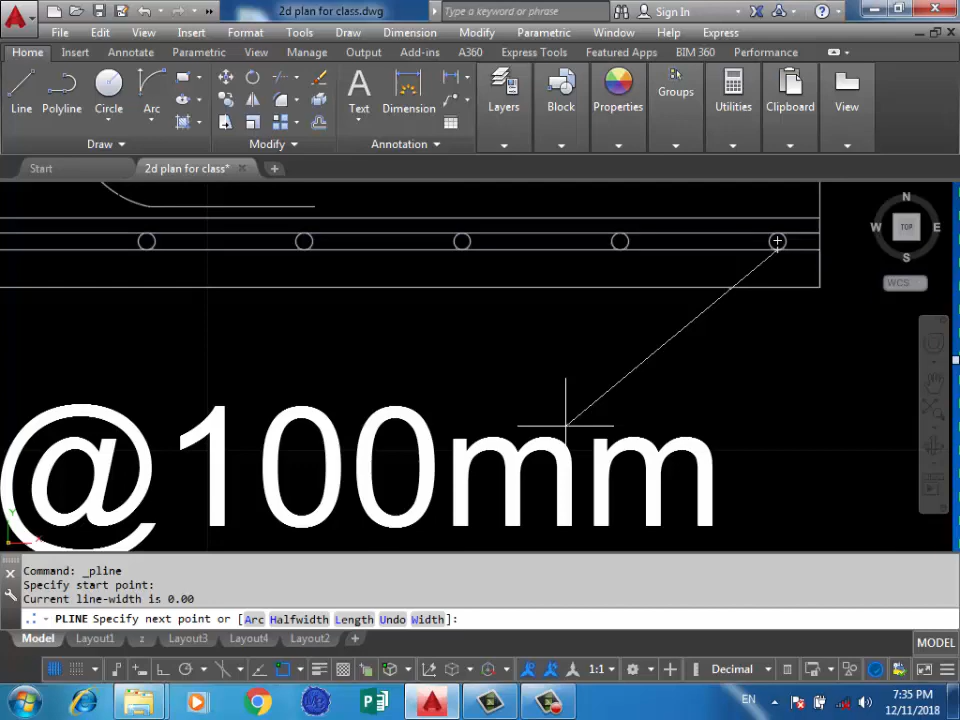 2d plan for class.dwg
Type a keyword or phrase
Sign In
File Edit View Insert Format Tools Draw Dimension Modify Parametric Window Help Express
Home Insert Annotate Parametric View Manage Output Add-ins A360 Express Tools Featured Apps BIM 360 Performance
Line Polyline Circle Arc Text Dimension Layers Block Properties Groups Utilities Clipboard View
Draw Modify Annotation
Start 2d plan for class*
N
W TOP E
S
WCS
@100mm
Y
X
Command: _pline
Specify start point:
Current line-width is 0.00
PLINE Specify next point or [Arc Halfwidth Length Undo Width]:
Model Layout1 z Layout3 Layout4 Layout2 +
MODEL
1:1
Decimal
EN
7:35 PM
12/11/2018